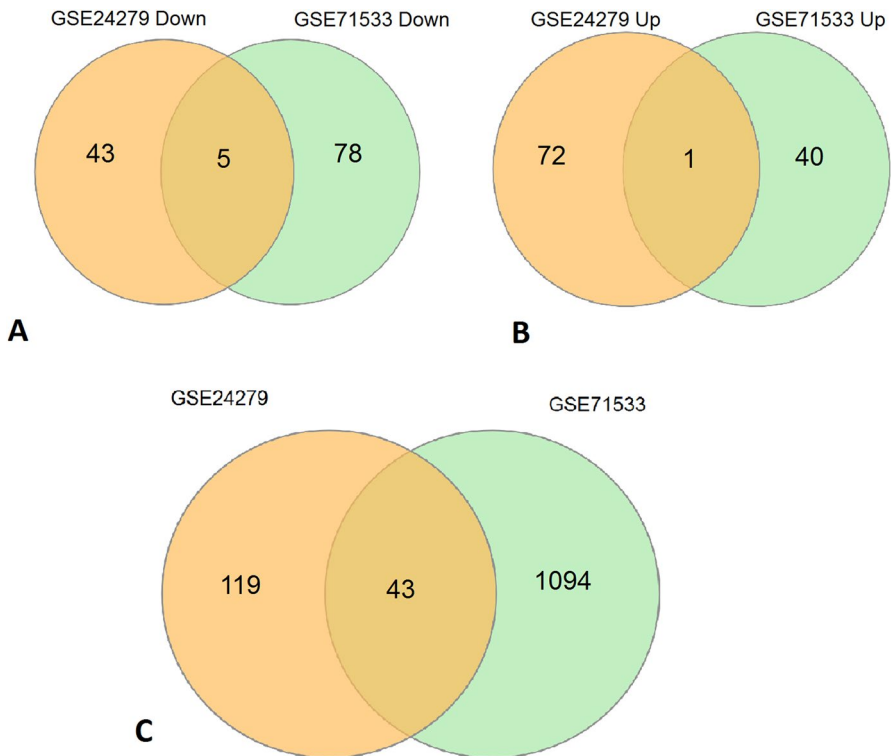 GSE24279 Down
GSE71533 Down
43
5
78
A
GSE24279 Up
GSE71533 Up
72
1
40
B
GSE24279
GSE71533
119
43
1094
C